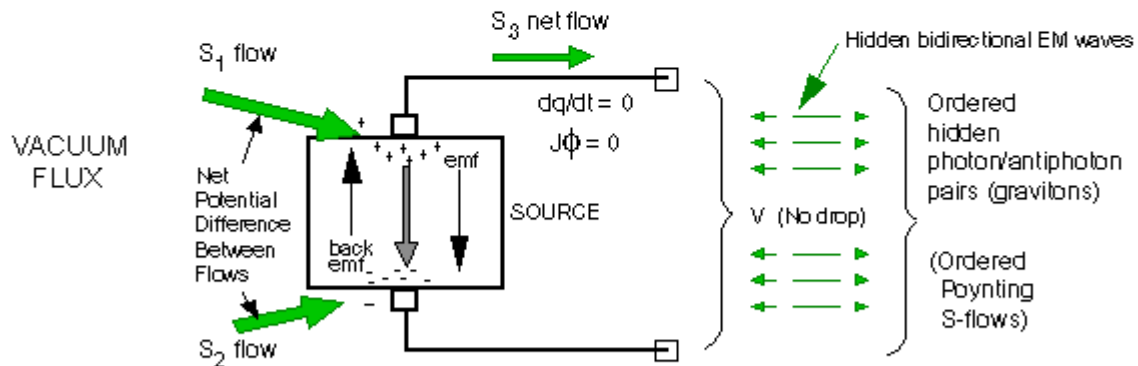 S3 net flow
Hidden bidirectional EM waves
S1 flow
VACUUM
FLUX
Net
Potential
Difference
Between
Flows
+
+ + + + + + +
emf
back
emf
- - - - - - -
-
SOURCE
S2 flow
dq/dt = 0
JΦ = 0
V (No drop)
Ordered
hidden
photon/antiphoton
pairs (gravitons)
(Ordered
Poynting
S-flows)